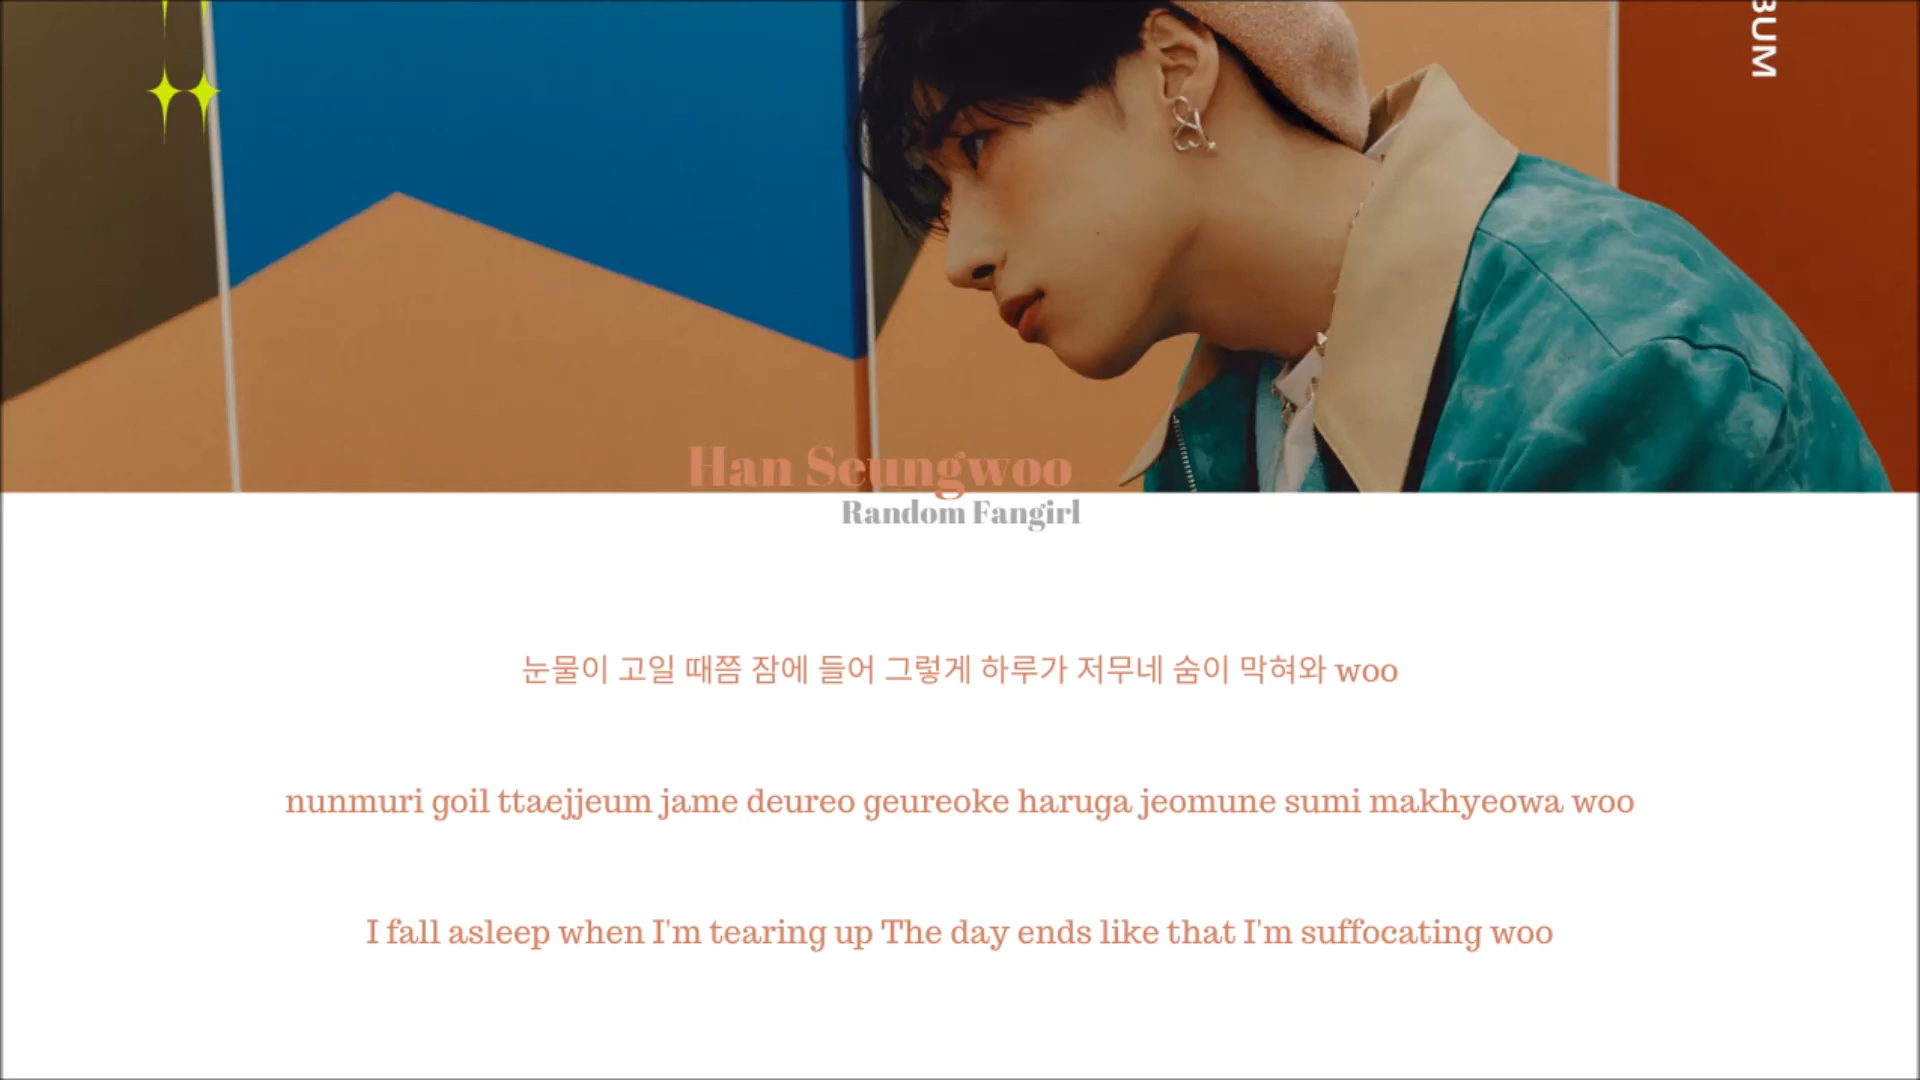 BUM
Han Seungwoo
Random Fangirl
눈물이 고일 때쯤 잠에 들어 그렇게 하루가 저무네 숨이 막혀와 woo
nunmuri goil ttaejjeum jame deureo geureoke haruga jeomune sumi makhyeowa woo
I fall asleep when I'm tearing up The day ends like that I'm suffocating woo